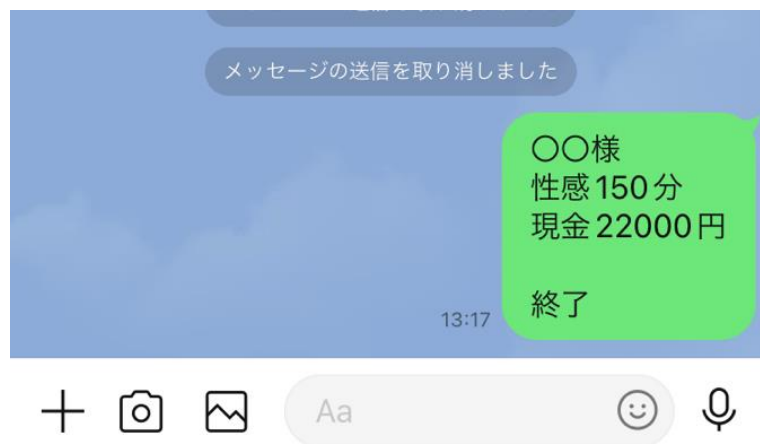 メッセージの送信を取り消しました
〇〇様
性感150分
現金22000円
終了
13:17
Aa